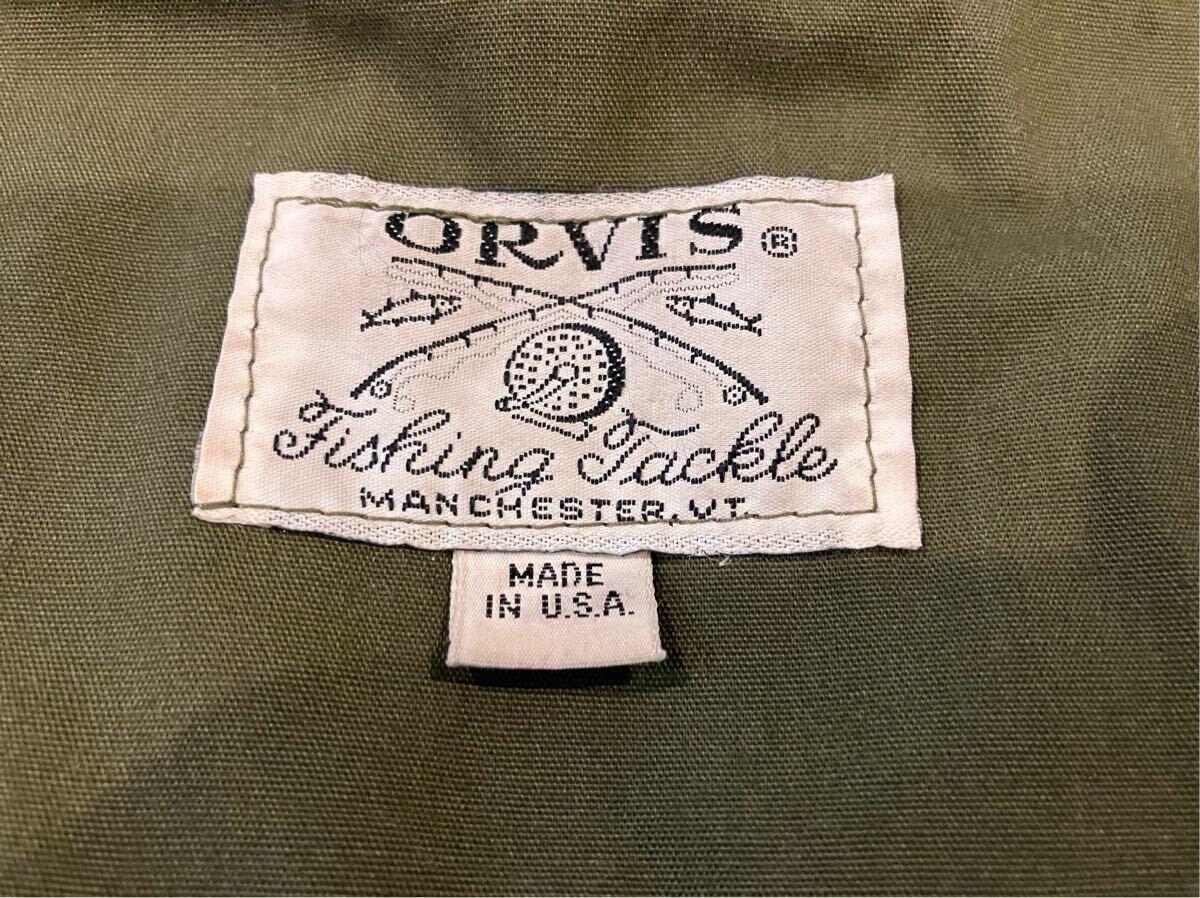 ORVIS ®
Fishing Tackle
MANCHESTER, VT.
MADE
IN U.S.A.